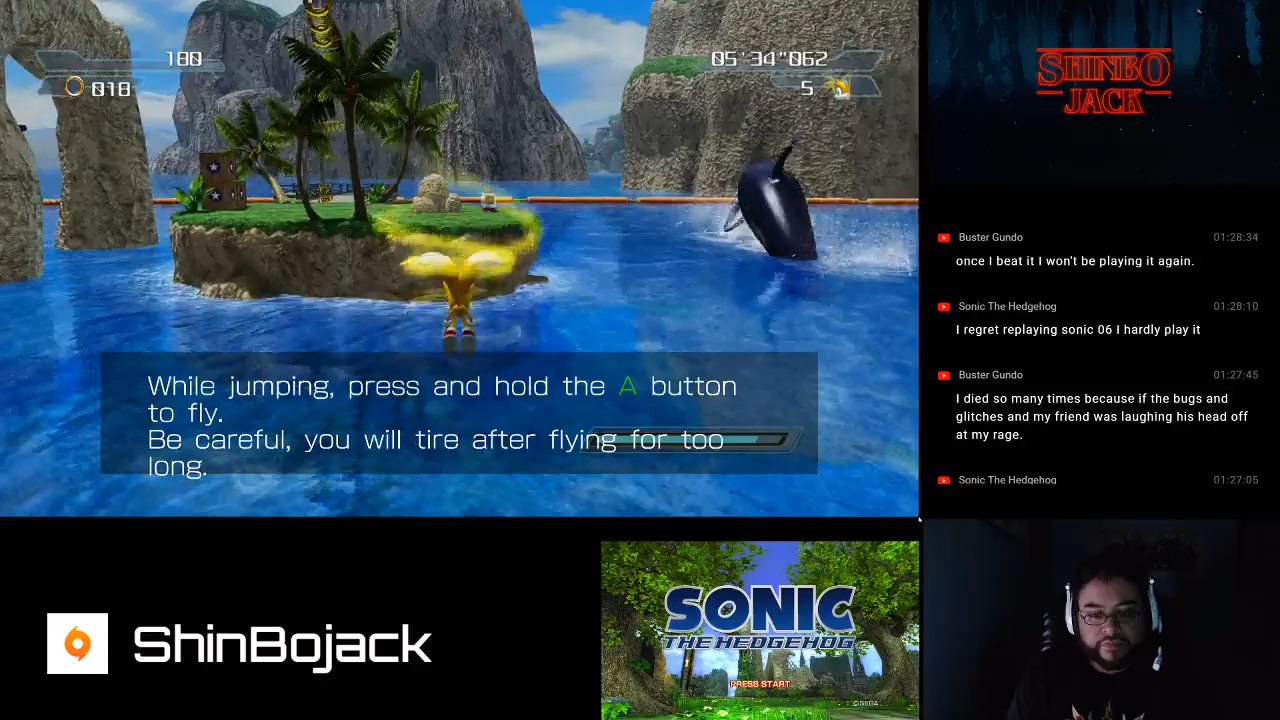 180
018
05'34"062
5
While jumping, press and hold the A button
to fly.
Be careful, you will tire after flying for too
long.
SHINBO
JACK
Buster Gundo 01:28:34
once I beat it I won't be playing it again.
Sonic The Hedgehog 01:28:10
I regret replaying sonic 06 I hardly play it
Buster Gundo 01:27:45
I died so many times because if the bugs and
glitches and my friend was laughing his head off
at my rage.
Sonic The Hedgehog 01:27:05
ShinBojack
SONIC
THE HEDGEHOG
PRESS START
©SEGA